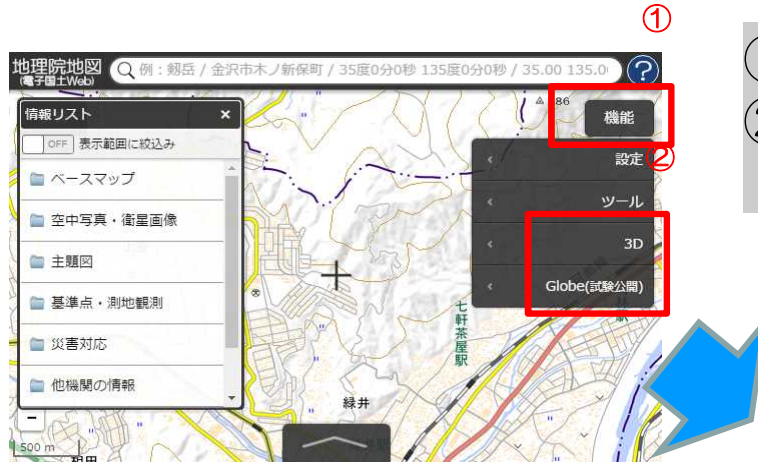 ①
地理院地図
(電子国土Web)
例：剱岳 / 金沢市木ノ新保町 / 35度0分0秒 135度0分0秒 / 35.00 135.0
?
情報リスト ×
OFF 表示範囲に絞込み
ベースマップ
空中写真・衛星画像
主題図
基準点・測地観測
災害対応
他機関の情報
86
機能
②
設定
ツール
3D
Globe(試験公開)
七軒茶屋駅
緑井
500 m